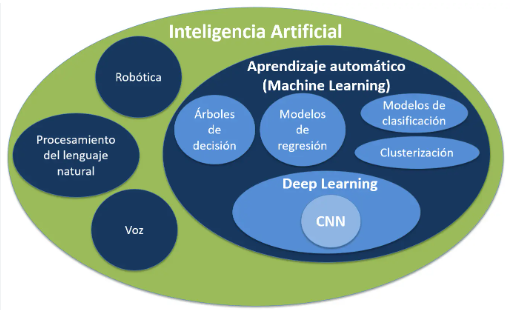 Inteligencia Artificial
Robótica
Aprendizaje automático
(Machine Learning)
Árboles
de
decisión
Modelos
de
regresión
Modelos de
clasificación
Clusterización
Procesamiento
del lenguaje
natural
Deep Learning
CNN
Voz